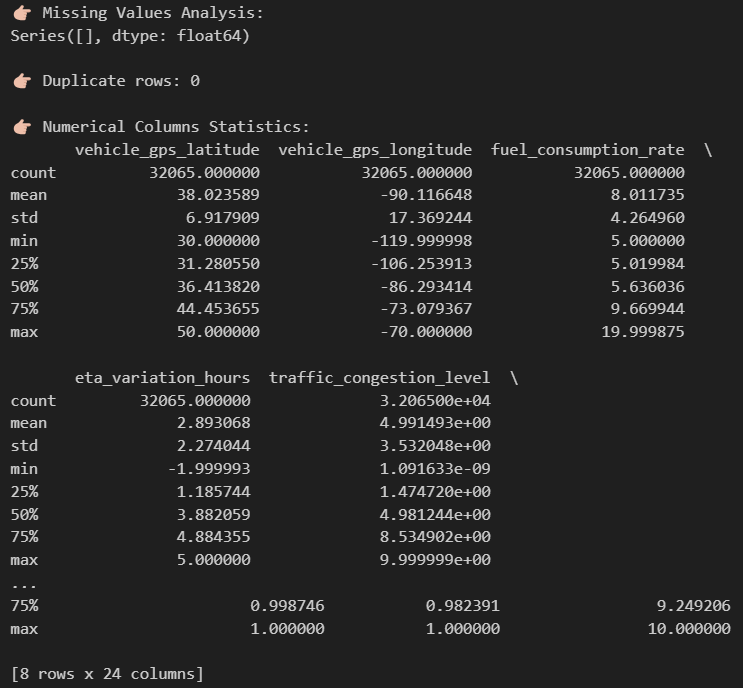 👉 Missing Values Analysis:
Series([], dtype: float64)
👉 Duplicate rows: 0
👉 Numerical Columns Statistics:
vehicle_gps_latitude vehicle_gps_longitude fuel_consumption_rate \
count 32065.000000 32065.000000 32065.000000
mean 38.023589 -90.116648 8.011735
std 6.917909 17.369244 4.264960
min 30.000000 -119.999998 5.000000
25% 31.280550 -106.253913 5.019984
50% 36.413820 -86.293414 5.636036
75% 44.453655 -73.079367 9.669944
max 50.000000 -70.000000 19.999875
eta_variation_hours traffic_congestion_level \
count 32065.000000 3.206500e+04
mean 2.893068 4.991493e+00
std 2.274044 3.532048e+00
min -1.999993 1.091633e-09
25% 1.185744 1.474720e+00
50% 3.882059 4.981244e+00
75% 4.884355 8.534902e+00
max 5.000000 9.999999e+00
...
75% 0.998746 0.982391 9.249206
max 1.000000 1.000000 10.000000
[8 rows x 24 columns]